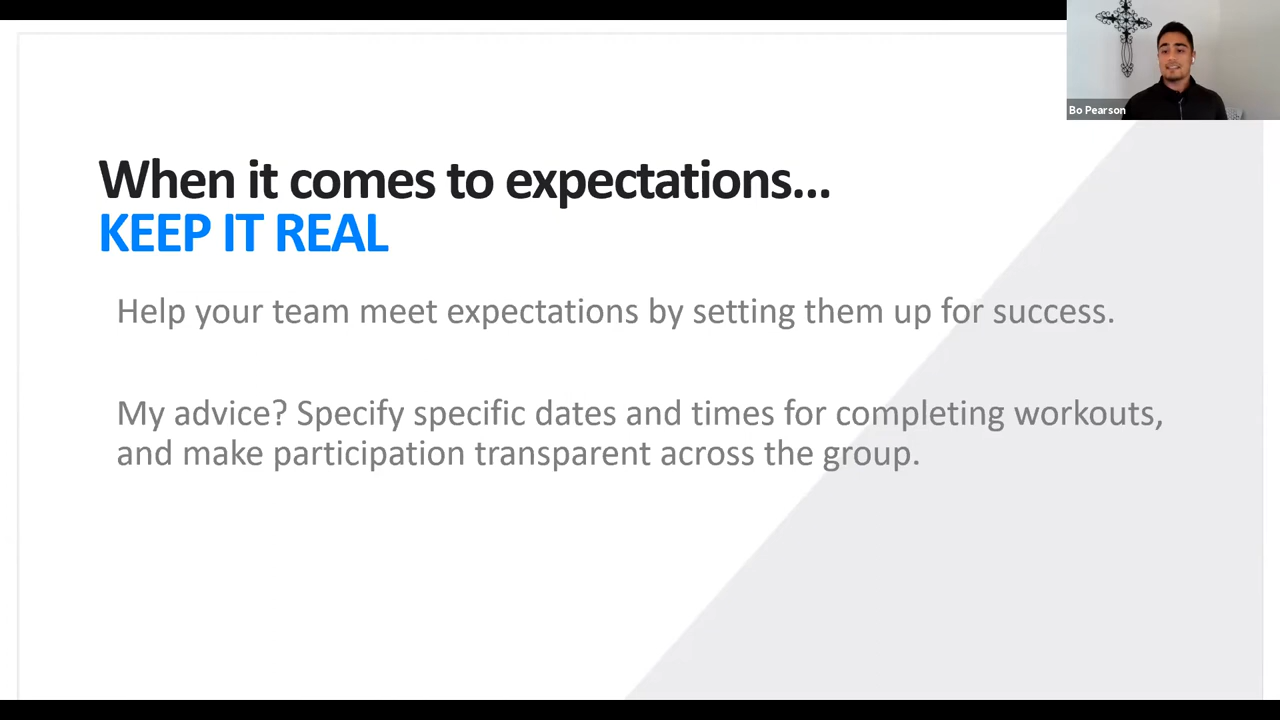 Bo Pearson
When it comes to expectations...
KEEP IT REAL
Help your team meet expectations by setting them up for success.
My advice? Specify specific dates and times for completing workouts,
and make participation transparent across the group.